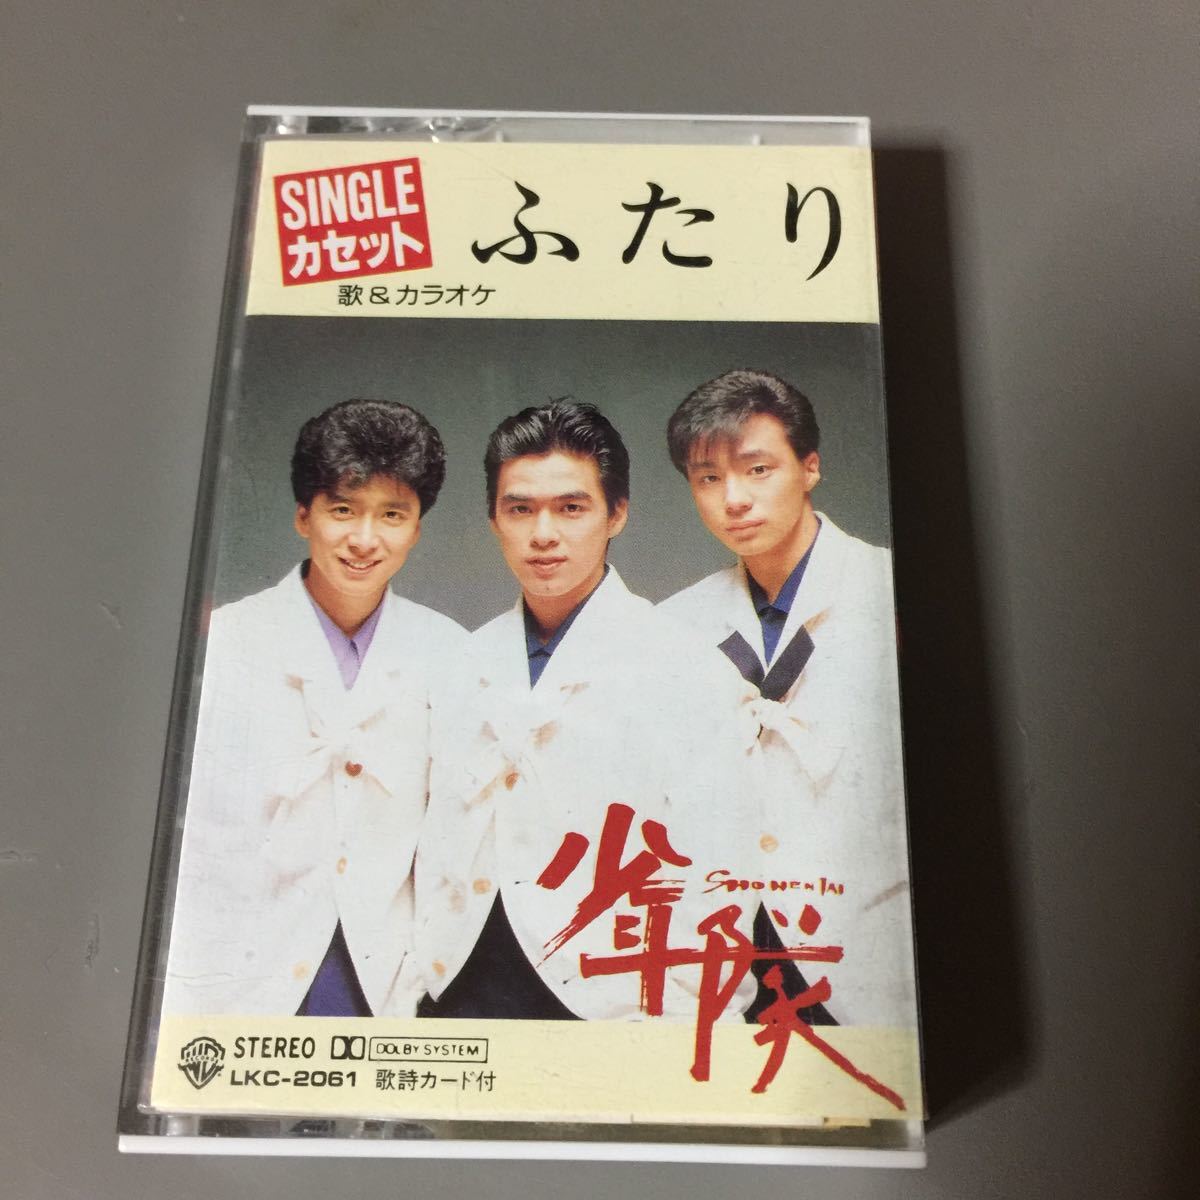 SINGLE
カセット
ふたり
歌&カラオケ
SHONENTAI
少年隊
RECORDS
STEREO DOLBY SYSTEM
LKC-2061 歌詩カード付